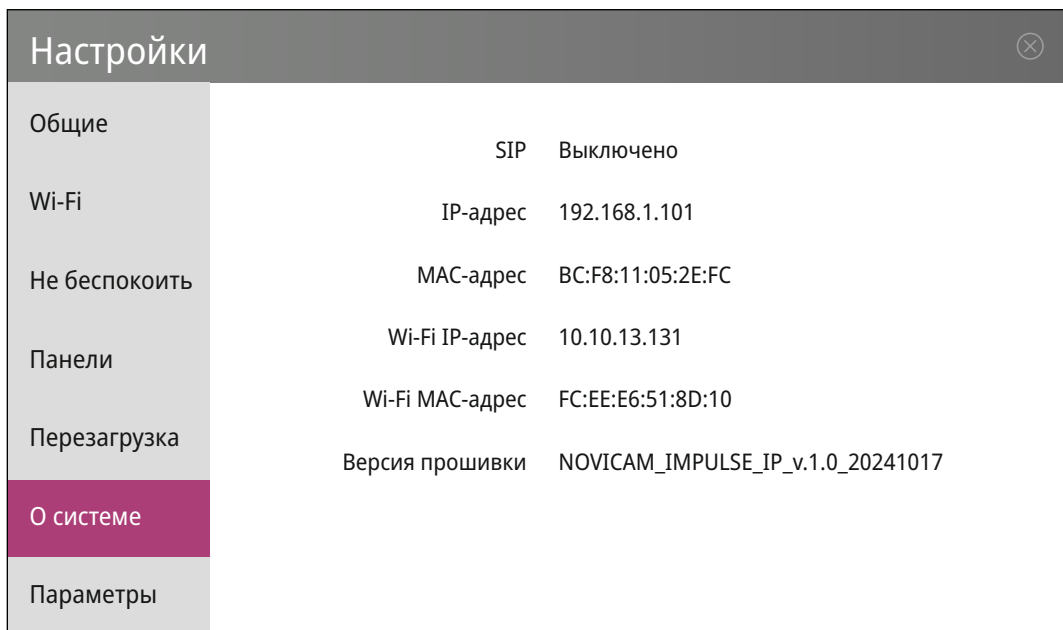 Настройки
Общие
Wi-Fi
Не беспокоить
Панели
Перезагрузка
О системе
Параметры
SIP Выключено
IP-адрес 192.168.1.101
MAC-адрес BC:F8:11:05:2E:FC
Wi-Fi IP-адрес 10.10.13.131
Wi-Fi MAC-адрес FC:EE:E6:51:8D:10
Версия прошивки NOVICAM_IMPULSE_IP_v.1.0_20241017